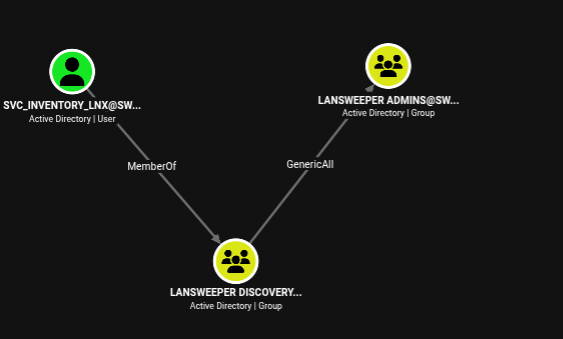 SVC_INVENTORY_LNX@SW...
Active Directory | User
LANSWEEPER ADMINS@SW...
Active Directory | Group
MemberOf
GenericAll
LANSWEEPER DISCOVERY...
Active Directory | Group